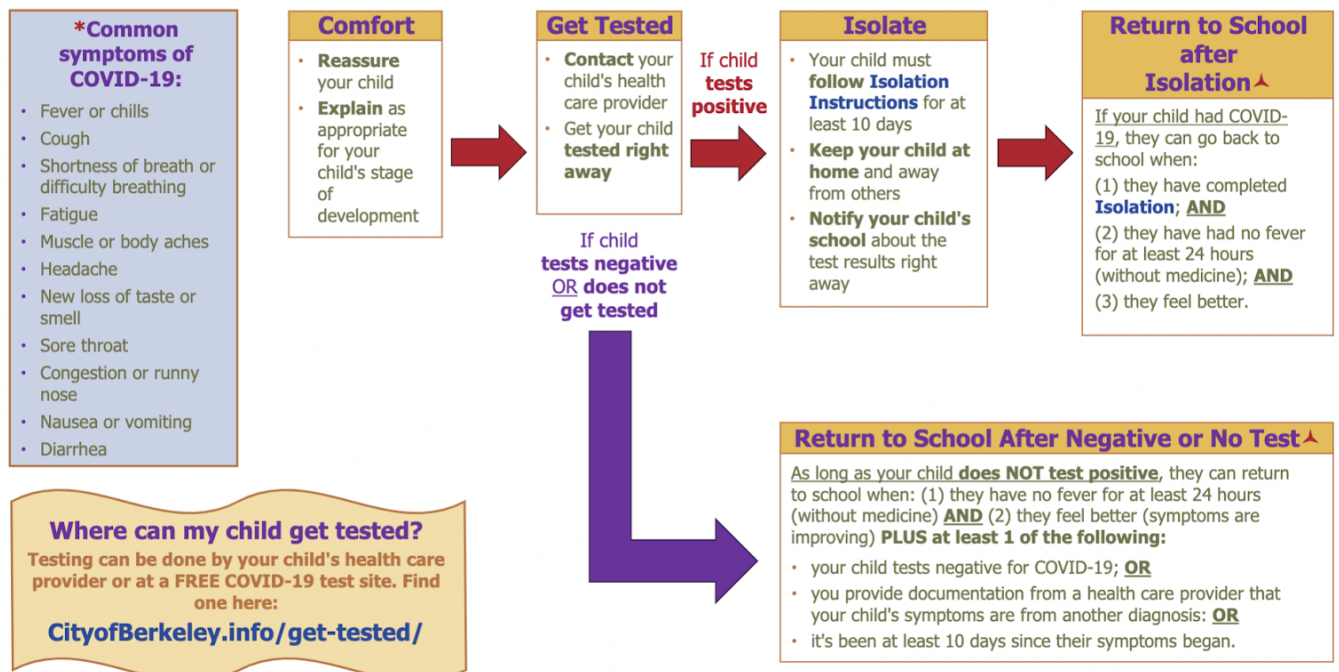 *Common
symptoms of
COVID-19:
• Fever or chills
• Cough
• Shortness of breath or
difficulty breathing
• Fatigue
• Muscle or body aches
• Headache
• New loss of taste or
smell
• Sore throat
• Congestion or runny
nose
• Nausea or vomiting
• Diarrhea
Where can my child get tested?
Testing can be done by your child's health care
provider or at a FREE COVID-19 test site. Find
one here:
CityofBerkeley.info/get-tested/
Comfort
• Reassure
your child
• Explain as
appropriate
for your
child's stage
of
development
Get Tested
• Contact your
child's health
care provider
• Get your child
tested right
away
If child
tests
positive
If child
tests negative
OR does not
get tested
Isolate
• Your child must
follow Isolation
Instructions for at
least 10 days
• Keep your child at
home and away
from others
• Notify your child's
school about the
test results right
away
Return to School
after
Isolation
If your child had COVID-
19, they can go back to
school when:
(1) they have completed
Isolation; AND
(2) they have had no fever
for at least 24 hours
(without medicine); AND
(3) they feel better.
Return to School After Negative or No Test
As long as your child does NOT test positive, they can return
to school when: (1) they have no fever for at least 24 hours
(without medicine) AND (2) they feel better (symptoms are
improving) PLUS at least 1 of the following:
• your child tests negative for COVID-19; OR
• you provide documentation from a health care provider that
your child's symptoms are from another diagnosis: OR
• it's been at least 10 days since their symptoms began.